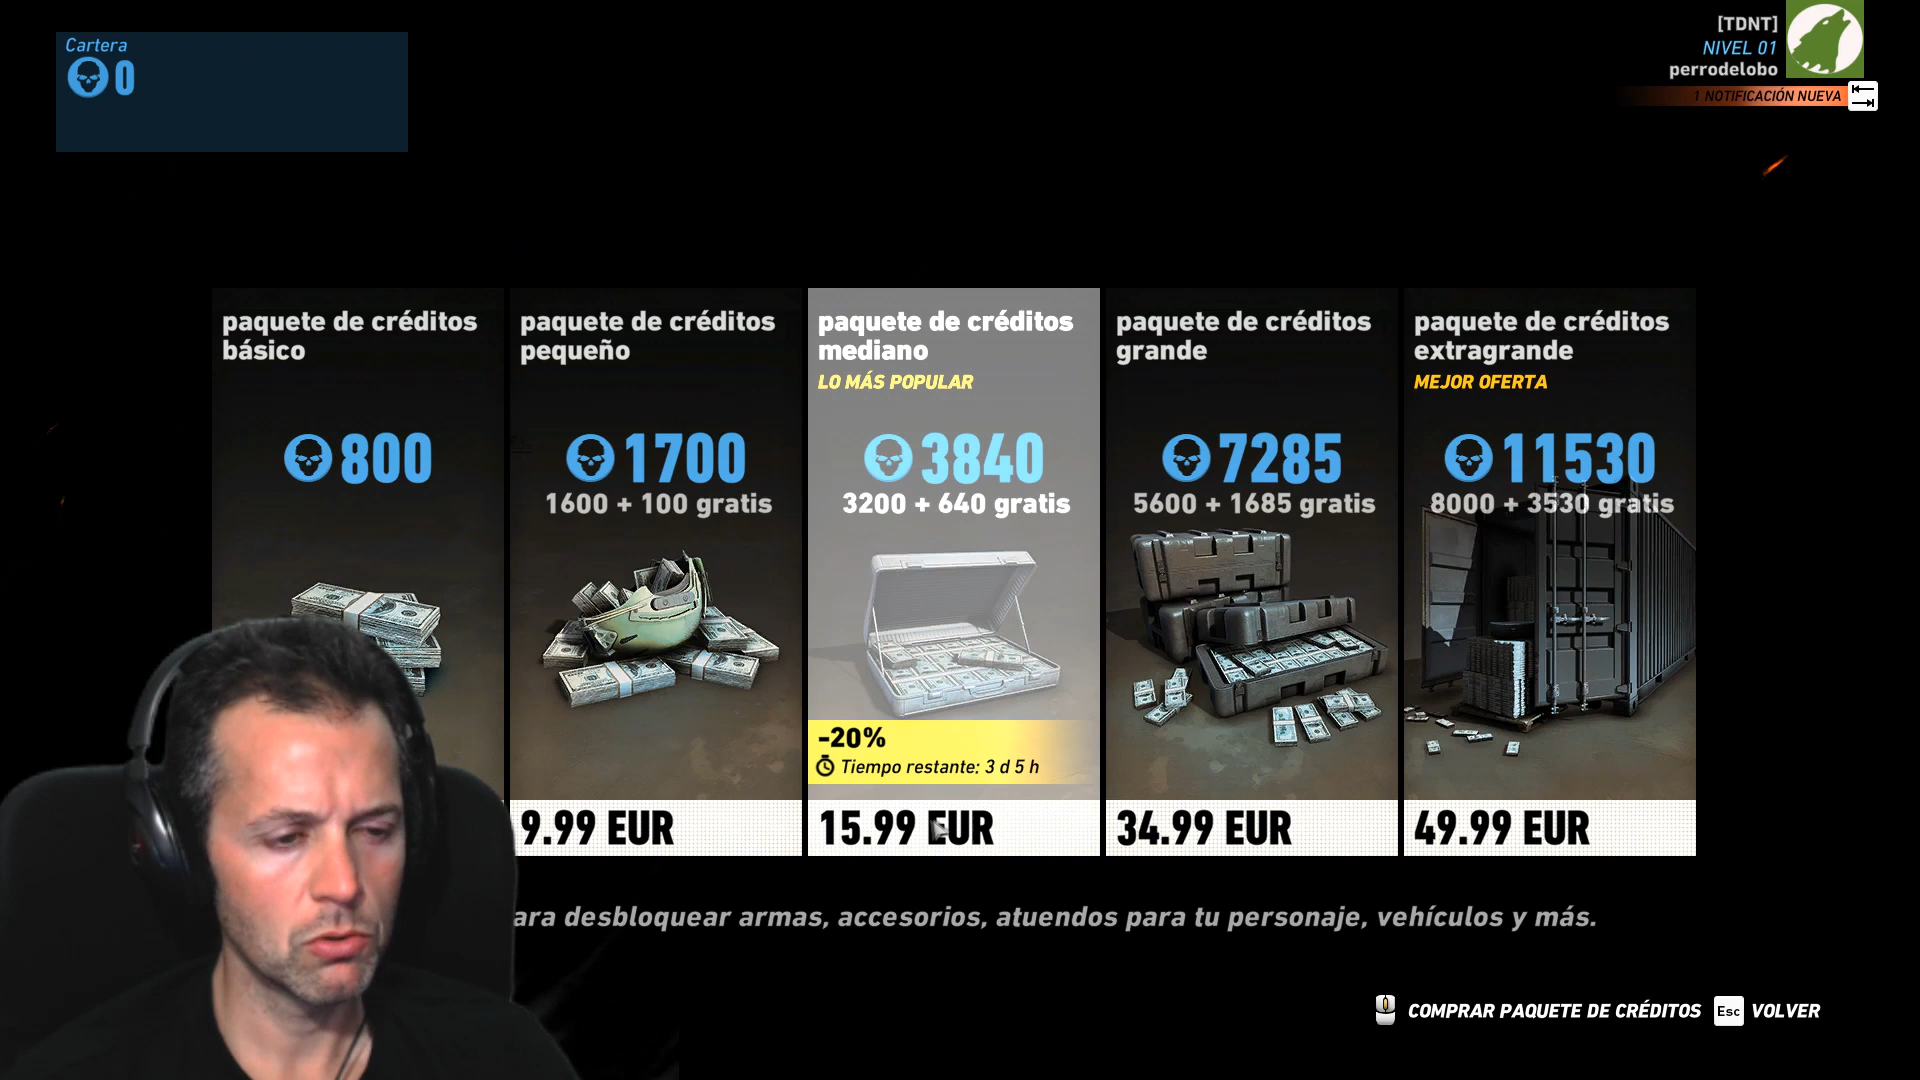 Cartera
0
[TDNT]
NIVEL 01
perrodelobo
1 NOTIFICACIÓN NUEVA
paquete de créditos
básico
800
paquete de créditos
pequeño
1700
1600 + 100 gratis
9.99 EUR
paquete de créditos
mediano
LO MÁS POPULAR
3840
3200 + 640 gratis
-20%
Tiempo restante: 3 d 5 h
15.99 EUR
paquete de créditos
grande
7285
5600 + 1685 gratis
34.99 EUR
paquete de créditos
extragrande
MEJOR OFERTA
11530
8000 + 3530 gratis
49.99 EUR
desbloquear armas, accesorios, atuendos para tu personaje, vehículos y más.
COMPRAR PAQUETE DE CRÉDITOS Esc VOLVER